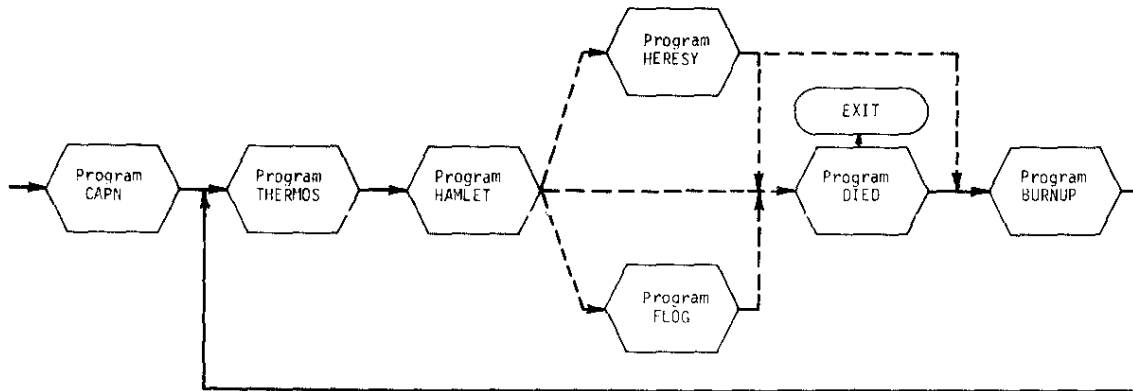 Program
HERESY
EXIT
Program
CAPN
Program
THERMOS
Program
HAMLET
Program
DIED
Program
BURNUP
Program
FLOG